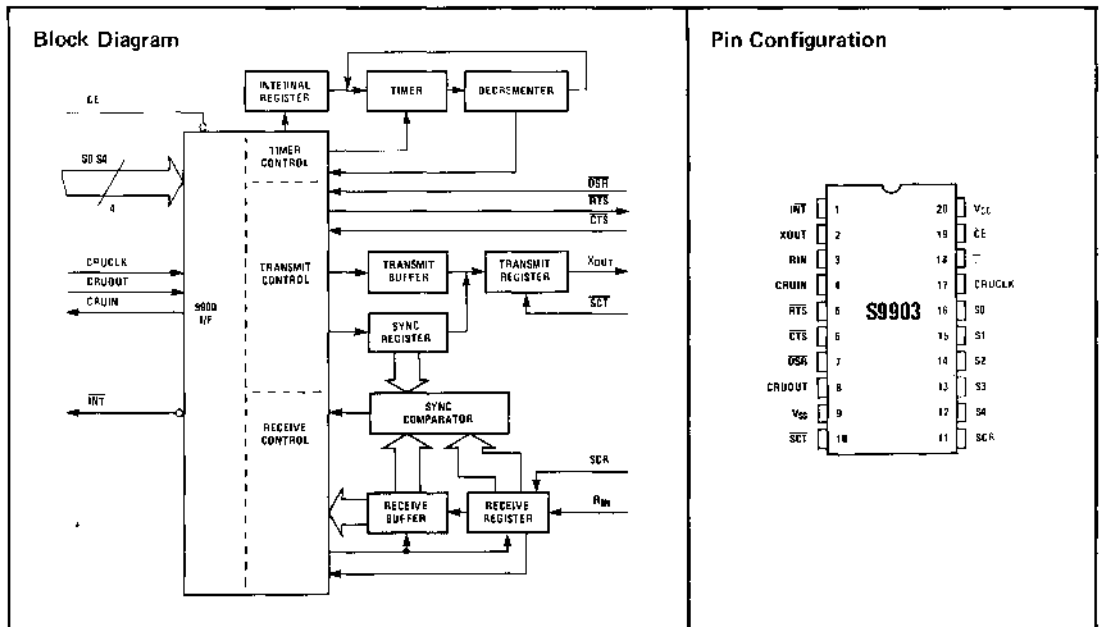 Block Diagram
INTERNAL REGISTER
TIMER
DECREMENTER
CE
TIMER CONTROL
S0 S4
4
DSR
RTS
CTS
CRUCLK
CRUOUT
CRUIN
9900 I/F
TRANSMIT CONTROL
TRANSMIT BUFFER
TRANSMIT REGISTER
XOUT
SCT
SYNC REGISTER
INT
RECEIVE CONTROL
SYNC COMPARATOR
SCR
RIN
RECEIVE BUFFER
RECEIVE REGISTER
Pin Configuration
S9903
INT 1
XOUT 2
RIN 3
CRUIN 4
RTS 5
CTS 6
DSR 7
CRUOUT 8
VSS 9
SCT 10
20 VCC
19 CE
18
17 CRUCLK
16 S0
15 S1
14 S2
13 S3
12 S4
11 SCR